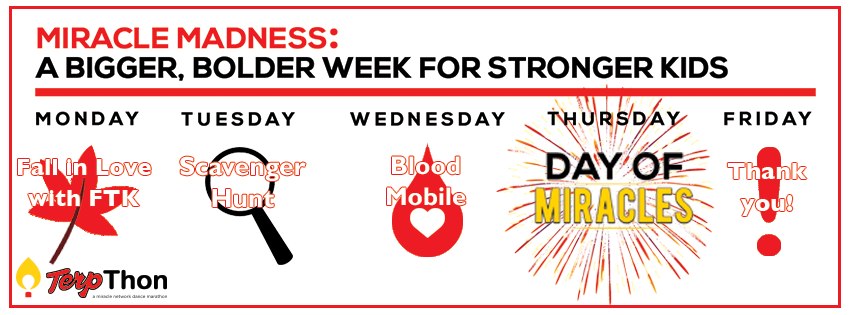 MIRACLE MADNESS:
A BIGGER, BOLDER WEEK FOR STRONGER KIDS
MONDAY
Fall in Love
with FTK
TUESDAY
Scavenger
Hunt
WEDNESDAY
Blood
Mobile
THURSDAY
DAY OF
MIRACLES
FRIDAY
Thank
you!
TerpThon
a miracle network dance marathon